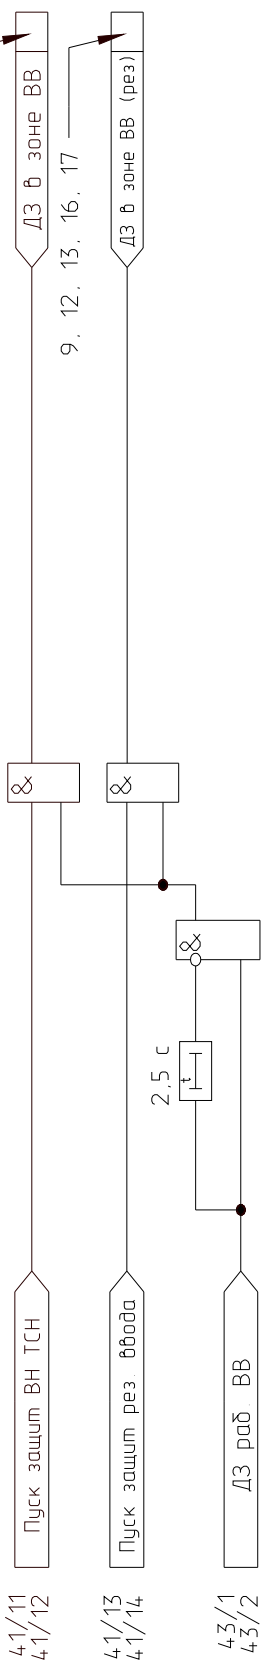 41/11
41/12
Пуск защит ВН ТСН
&
ДЗ в зоне ВВ
41/13
41/14
Пуск защит рез. ввода
&
ДЗ в зоне ВВ (рез)
9, 12, 13, 16, 17
43/1
43/2
ДЗ раб. ВВ
2,5 с
t
&